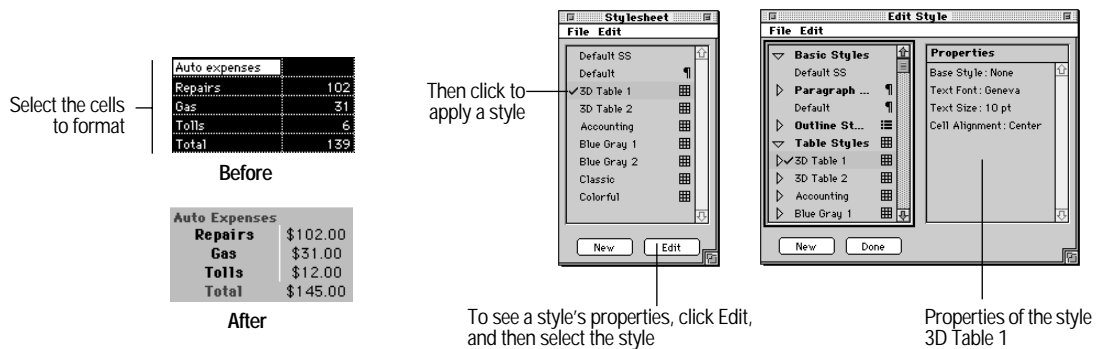 Select the cells
to format
Auto expenses
Repairs 102
Gas 31
Tolls 6
Total 139
Before
Auto Expenses
Repairs $102.00
Gas $31.00
Tolls $12.00
Total $145.00
After
Then click to
apply a style
Stylesheet
File Edit
Default SS
Default ¶
✓3D Table 1
3D Table 2
Accounting
Blue Gray 1
Blue Gray 2
Classic
Colorful
New Edit
To see a style's properties, click Edit,
and then select the style
Edit Style
File Edit
Basic Styles
Default SS
Paragraph ... ¶
Default ¶
Outline St...
Table Styles
✓3D Table 1
3D Table 2
Accounting
Blue Gray 1
New Done
Properties
Base Style: None
Text Font: Geneva
Text Size: 10 pt
Cell Alignment: Center
Properties of the style
3D Table 1